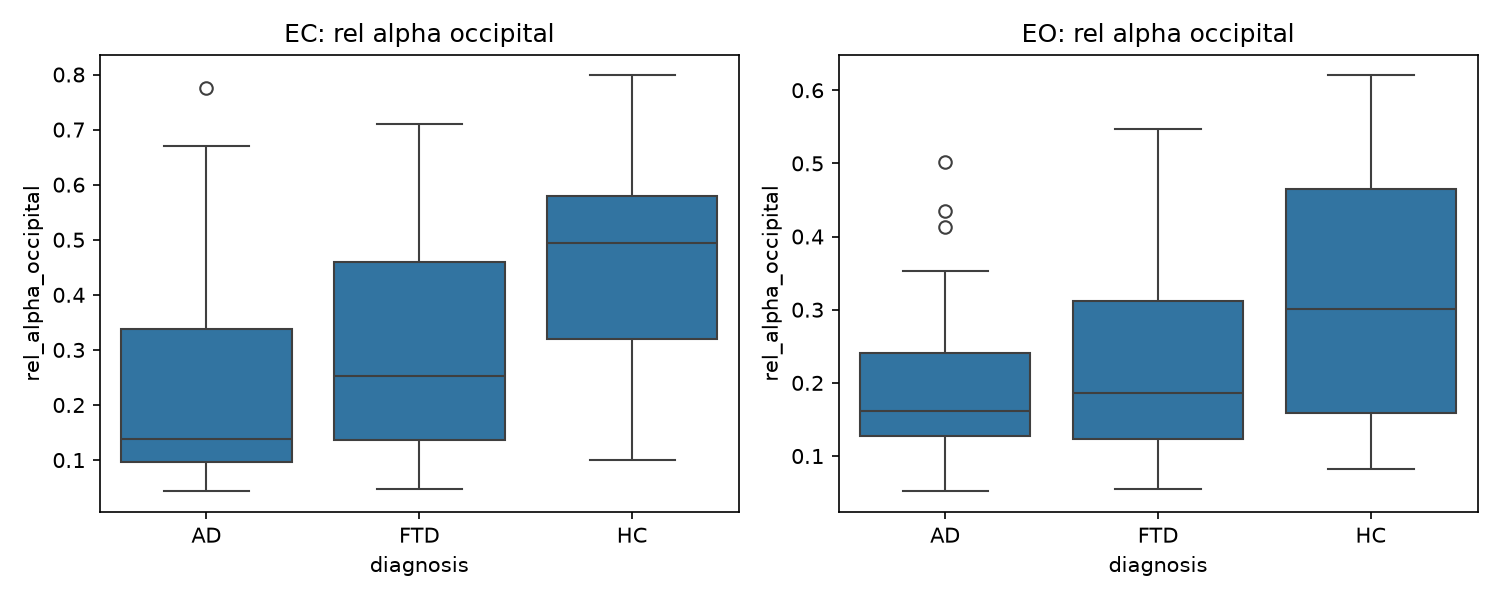 EC: rel alpha occipital
rel_alpha_occipital
0.8
0.7
0.6
0.5
0.4
0.3
0.2
0.1
AD FTD HC
diagnosis
EO: rel alpha occipital
rel_alpha_occipital
0.6
0.5
0.4
0.3
0.2
0.1
AD FTD HC
diagnosis